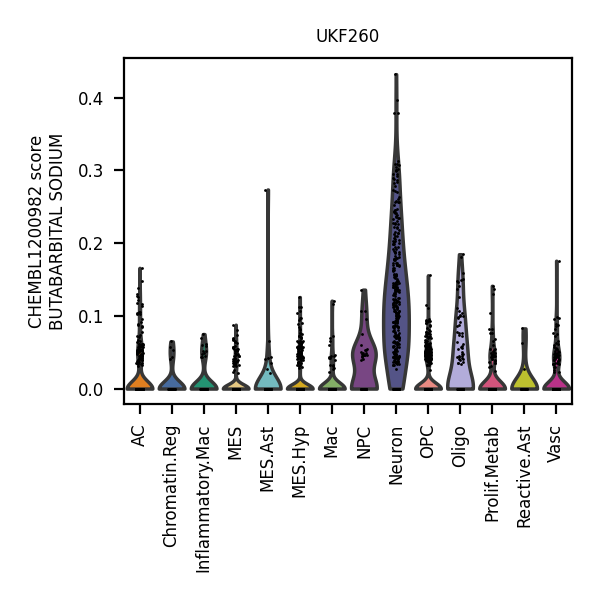 UKF260
CHEMBL1200982 score
BUTABARBITAL SODIUM
0.4
0.3
0.2
0.1
0.0
AC
Chromatin.Reg
Inflammatory.Mac
MES
MES.Ast
MES.Hyp
Mac
NPC
Neuron
OPC
Oligo
Prolif.Metab
Reactive.Ast
Vasc